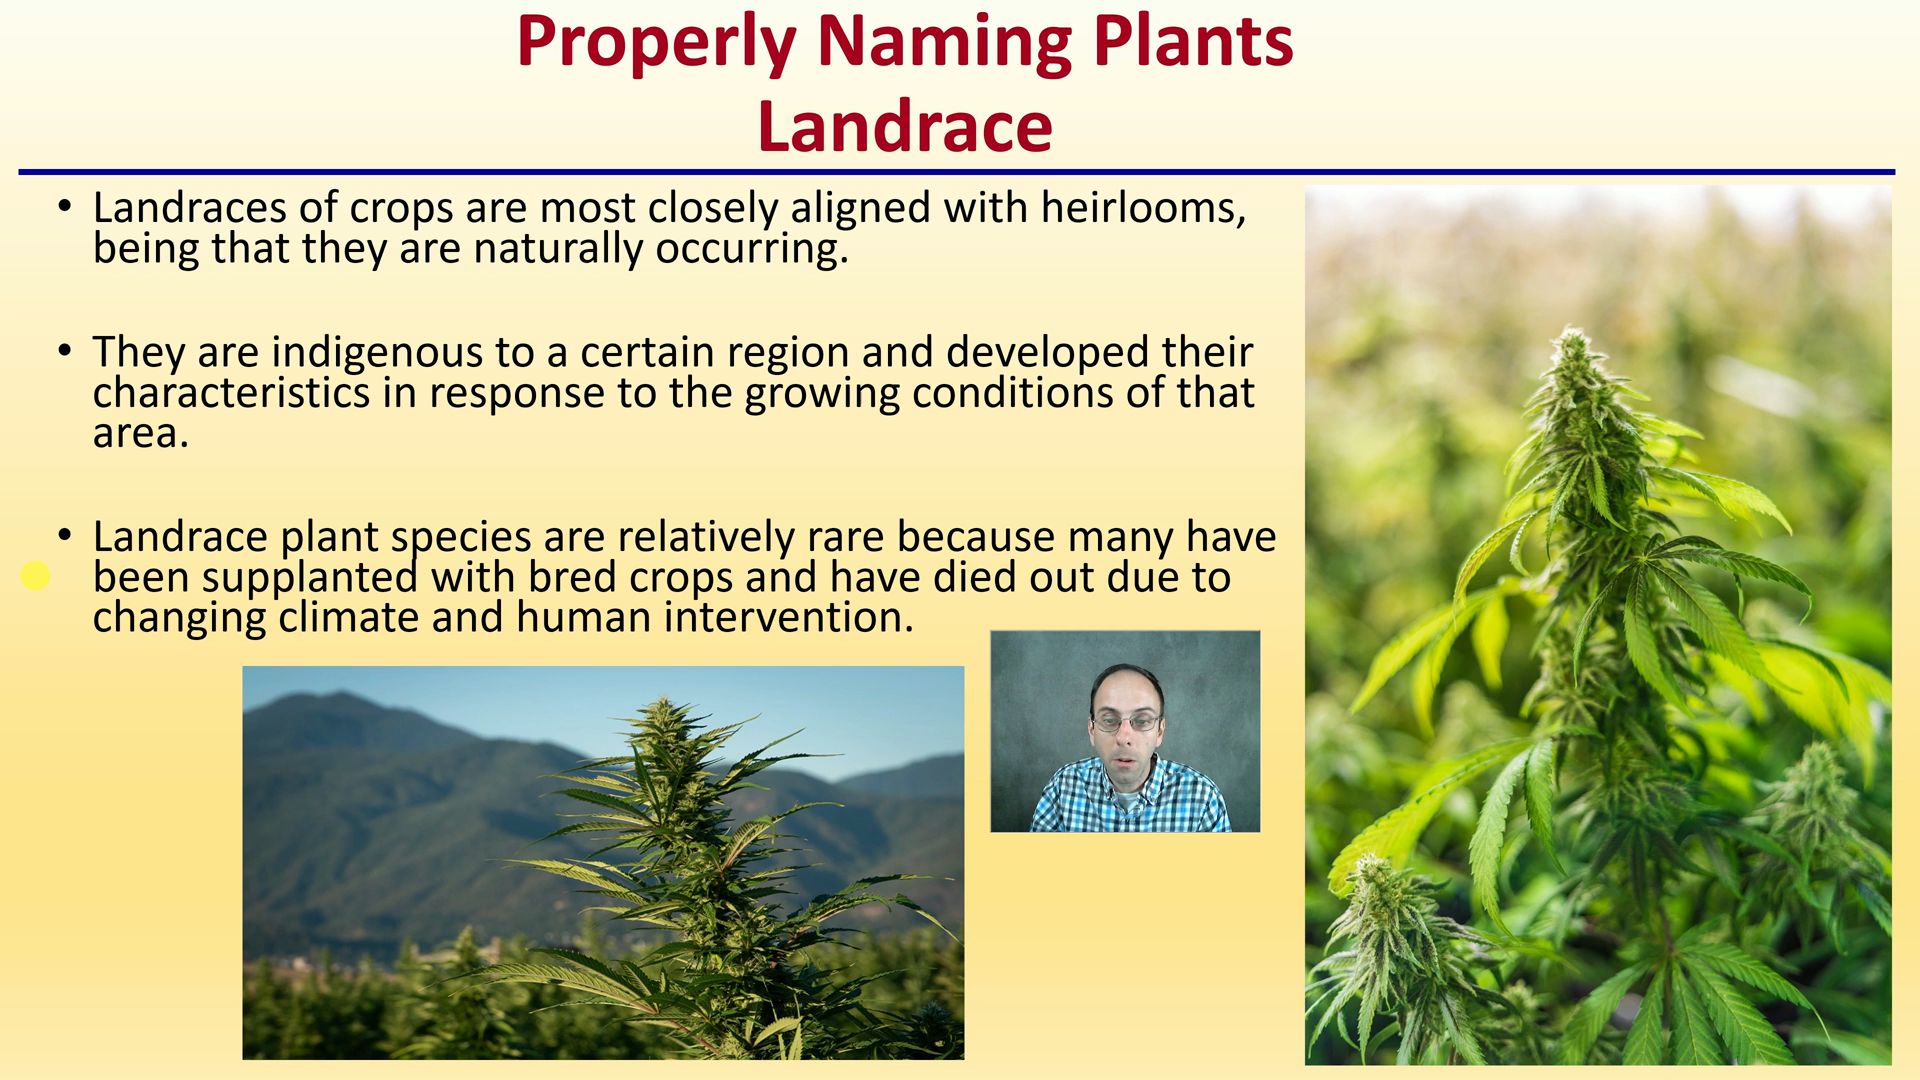 Properly Naming Plants
Landrace
• Landraces of crops are most closely aligned with heirlooms,
being that they are naturally occurring.
• They are indigenous to a certain region and developed their
characteristics in response to the growing conditions of that
area.
• Landrace plant species are relatively rare because many have
been supplanted with bred crops and have died out due to
changing climate and human intervention.